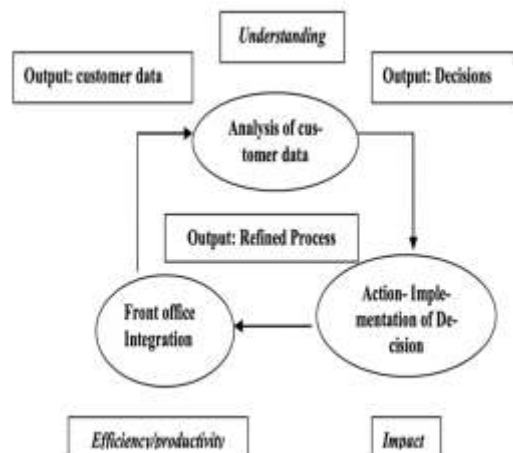 Understanding
Output: customer data
Output: Decisions
Analysis of cus-
tomer data
Output: Refined Process
Front office
Integration
Action- Imple-
mentation of De-
cision
Efficiency/productivity
Impact